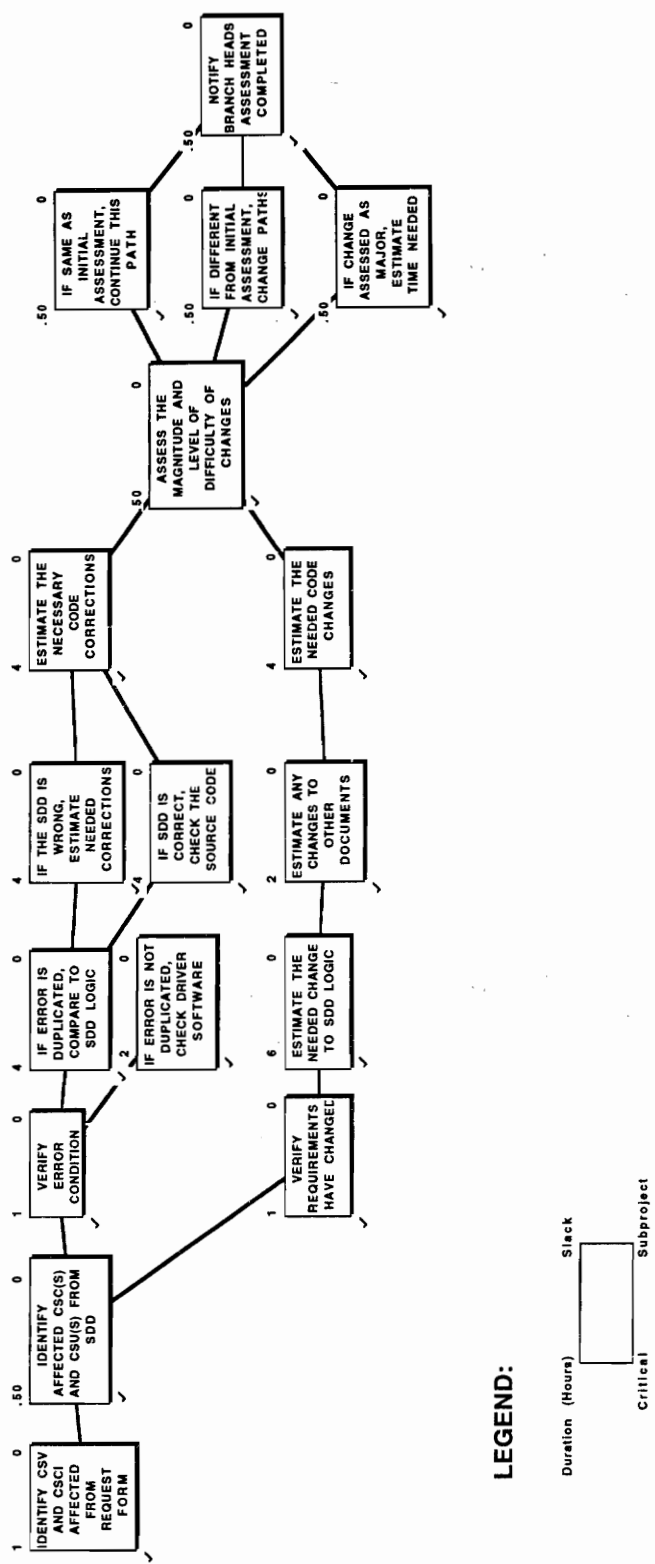 1
0
IDENTIFY CSV
AND CSCI
AFFECTED
FROM
REQUEST
FORM
.50
0
IDENTIFY
AFFECTED CSC(S)
AND CSU(S) FROM
SDD
1
0
VERIFY
ERROR
CONDITION
4
0
IF ERROR IS
DUPLICATED,
COMPARE TO
SDD LOGIC
2
0
IF ERROR IS NOT
DUPLICATED,
CHECK DRIVER
SOFTWARE
4
0
IF THE SDD IS
WRONG,
ESTIMATE
NEEDED
CORRECTIONS
4
0
IF SDD IS
CORRECT,
CHECK THE
SOURCE CODE
4
0
ESTIMATE THE
NECESSARY
CODE
CORRECTIONS
1
0
VERIFY
REQUIREMENTS
HAVE CHANGED
6
0
ESTIMATE THE
NEEDED CHANGE
TO SDD LOGIC
2
0
ESTIMATE ANY
CHANGES TO
OTHER
DOCUMENTS
4
0
ESTIMATE THE
NEEDED CODE
CHANGES
.50
0
ASSESS THE
MAGNITUDE AND
LEVEL OF
DIFFICULTY OF
CHANGES
.50
0
IF SAME AS
INITIAL
ASSESSMENT,
CONTINUE THIS
PATH
.50
0
IF DIFFERENT
FROM INITIAL
ASSESSMENT,
CHANGE PATHS
.50
0
IF CHANGE
ASSESSED AS
MAJOR,
ESTIMATE
TIME NEEDED
.50
0
NOTIFY
BRANCH HEADS
ASSESSMENT
COMPLETED
LEGEND:
Duration (Hours)
Slack
Critical
Subproject